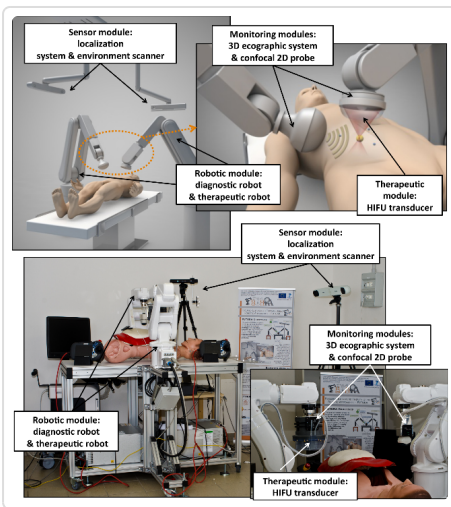 Sensor module:
localization
system & environment scanner
Monitoring modules:
3D ecographic system
& confocal 2D probe
Robotic module:
diagnostic robot
& therapeutic robot
Therapeutic
module:
HIFU transducer
Sensor module:
localization
system & environment scanner
Monitoring modules:
3D ecographic system
& confocal 2D probe
Robotic module:
diagnostic robot
& therapeutic robot
Therapeutic module:
HIFU transducer